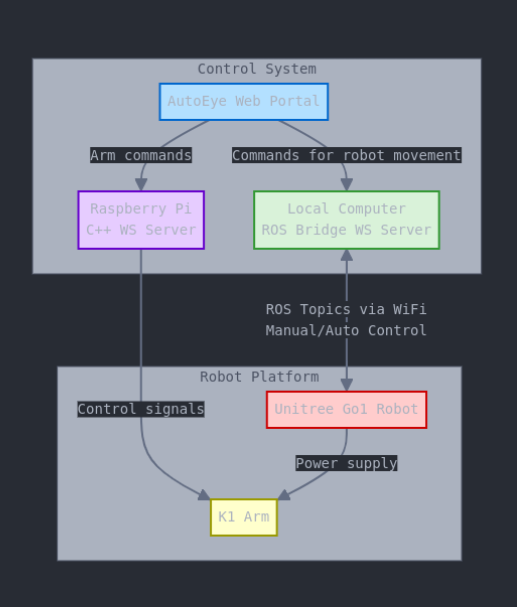 Control System
AutoEye Web Portal
Arm commands
Commands for robot movement
Raspberry Pi
C++ WS Server
Local Computer
ROS Bridge WS Server
ROS Topics via WiFi
Manual/Auto Control
Robot Platform
Control signals
Unitree Go1 Robot
Power supply
K1 Arm